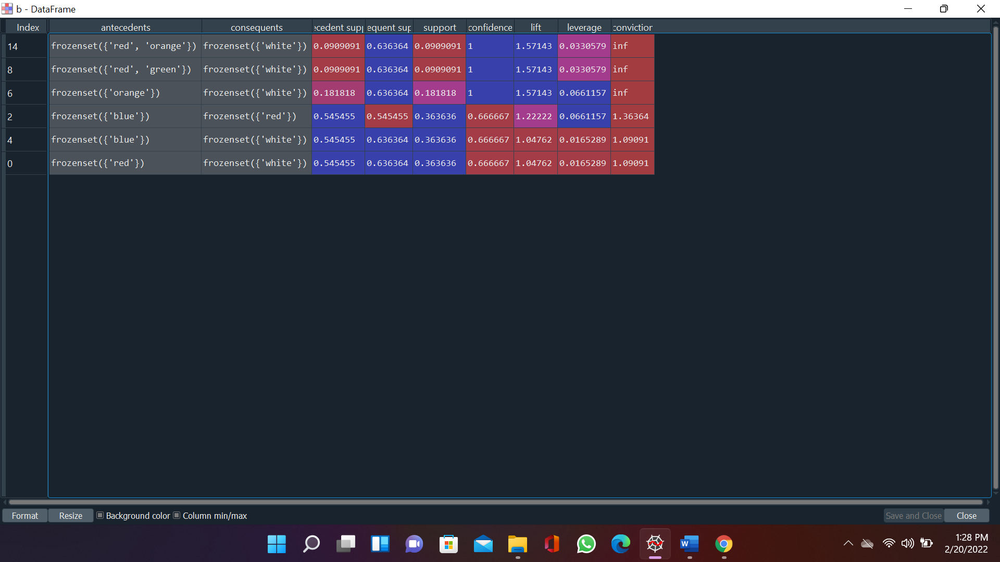 b - DataFrame
Index antecedents consequents ecedent supp equent sup support confidence lift leverage conviction
14 frozenset({'red', 'orange'}) frozenset({'white'}) 0.0909091 0.636364 0.0909091 1 1.57143 0.0330579 inf
8 frozenset({'red', 'green'}) frozenset({'white'}) 0.0909091 0.636364 0.0909091 1 1.57143 0.0330579 inf
6 frozenset({'orange'}) frozenset({'white'}) 0.181818 0.636364 0.181818 1 1.57143 0.0661157 inf
2 frozenset({'blue'}) frozenset({'red'}) 0.545455 0.545455 0.363636 0.666667 1.22222 0.0661157 1.36364
4 frozenset({'blue'}) frozenset({'white'}) 0.545455 0.636364 0.363636 0.666667 1.04762 0.0165289 1.09091
0 frozenset({'red'}) frozenset({'white'}) 0.545455 0.636364 0.363636 0.666667 1.04762 0.0165289 1.09091
Format Resize Background color Column min/max Save and Close Close
1:28 PM
2/20/2022